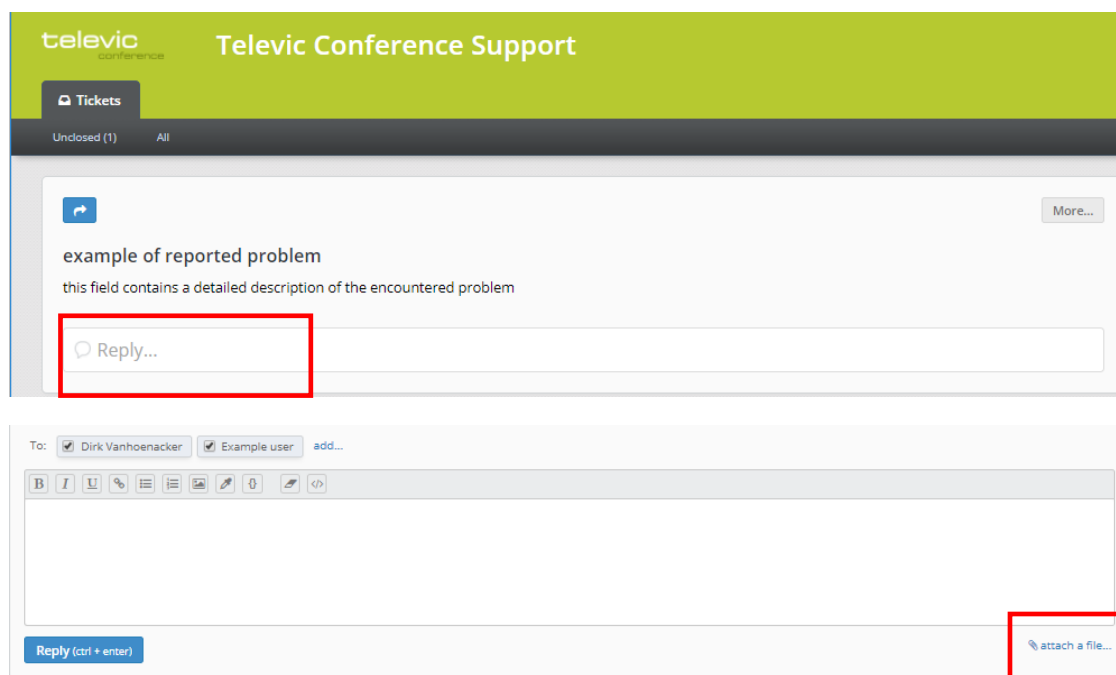 televic
conference
Televic Conference Support
Tickets
Unclosed (1) All
More...
example of reported problem
this field contains a detailed description of the encountered problem
Reply...
To: Dirk Vanhoenacker Example user add...
B I U
Reply (ctrl + enter)
attach a file...